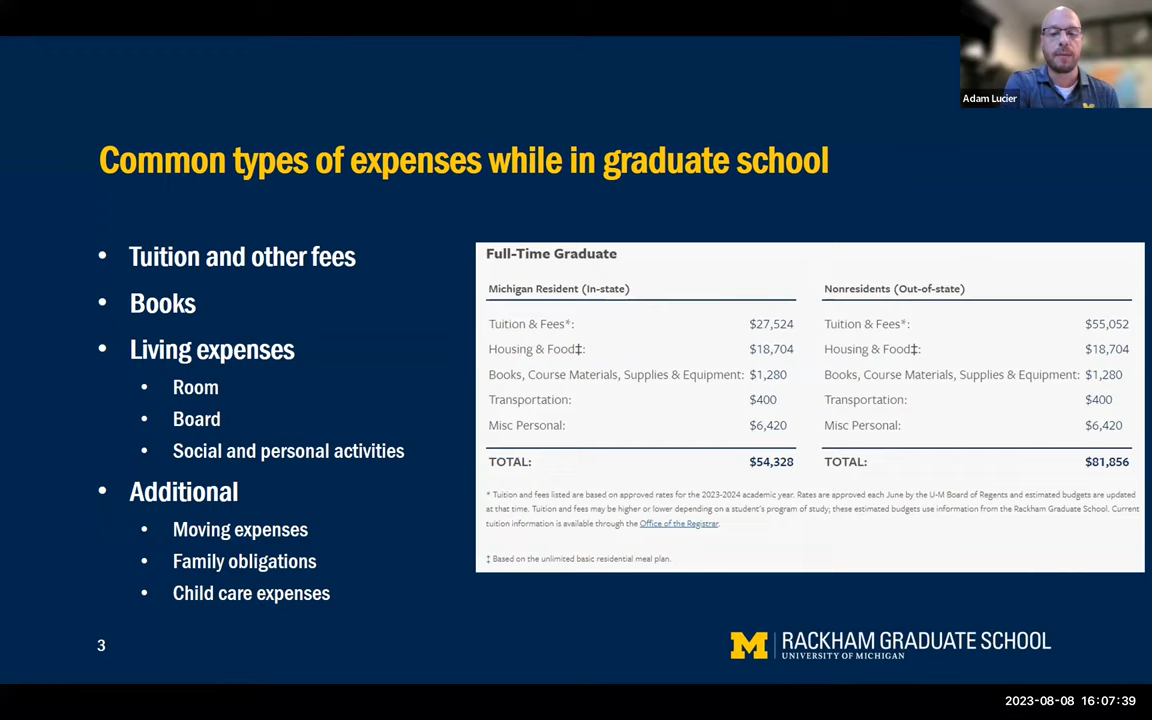 Adam Lucier
Common types of expenses while in graduate school
• Tuition and other fees
• Books
• Living expenses
• Room
• Board
• Social and personal activities
• Additional
• Moving expenses
• Family obligations
• Child care expenses
Full-Time Graduate
Michigan Resident (In-state)
Tuition & Fees*: $27,524
Housing & Food‡: $18,704
Books, Course Materials, Supplies & Equipment: $1,280
Transportation: $400
Misc Personal: $6,420
TOTAL: $54,328
Nonresidents (Out-of-state)
Tuition & Fees*: $55,052
Housing & Food‡: $18,704
Books, Course Materials, Supplies & Equipment: $1,280
Transportation: $400
Misc Personal: $6,420
TOTAL: $81,856
* Tuition and fees listed are based on approved rates for the 2023-2024 academic year. Rates are approved each June by the U-M Board of Regents and estimated budgets are updated
at that time. Tuition and fees may be higher or lower depending on a student's program of study; these estimated budgets use information from the Rackham Graduate School. Current
tuition information is available through the Office of the Registrar.
‡ Based on the unlimited basic residential meal plan.
3
M RACKHAM GRADUATE SCHOOL
UNIVERSITY OF MICHIGAN
2023-08-08 16:07:39